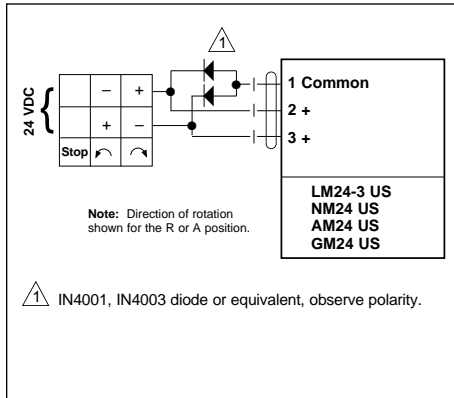 1
24 VDC
– +
+ –
Stop
1 Common
2 +
3 +
Note: Direction of rotation
shown for the R or A position.
LM24-3 US
NM24 US
AM24 US
GM24 US
1 IN4001, IN4003 diode or equivalent, observe polarity.